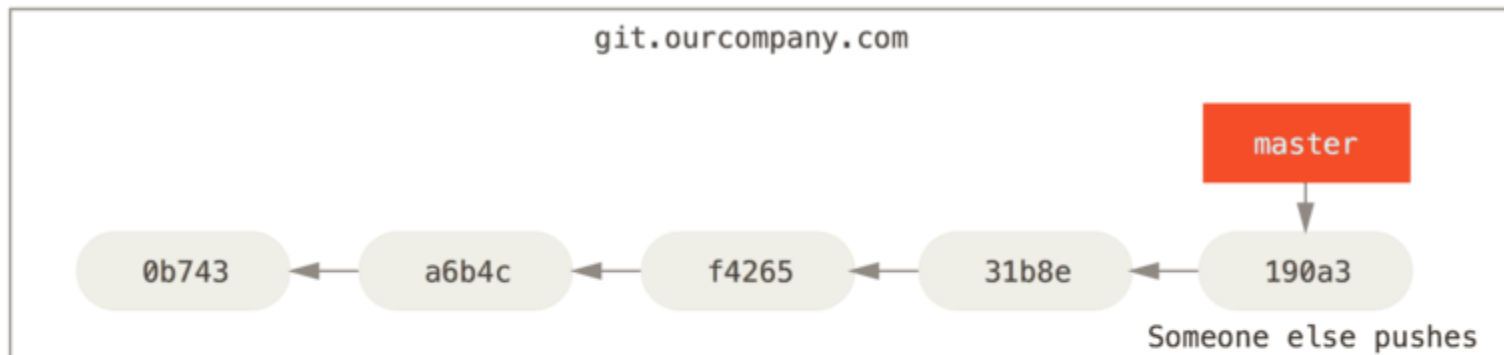 git.ourcompany.com
master
0b743 a6b4c f4265 31b8e 190a3
Someone else pushes